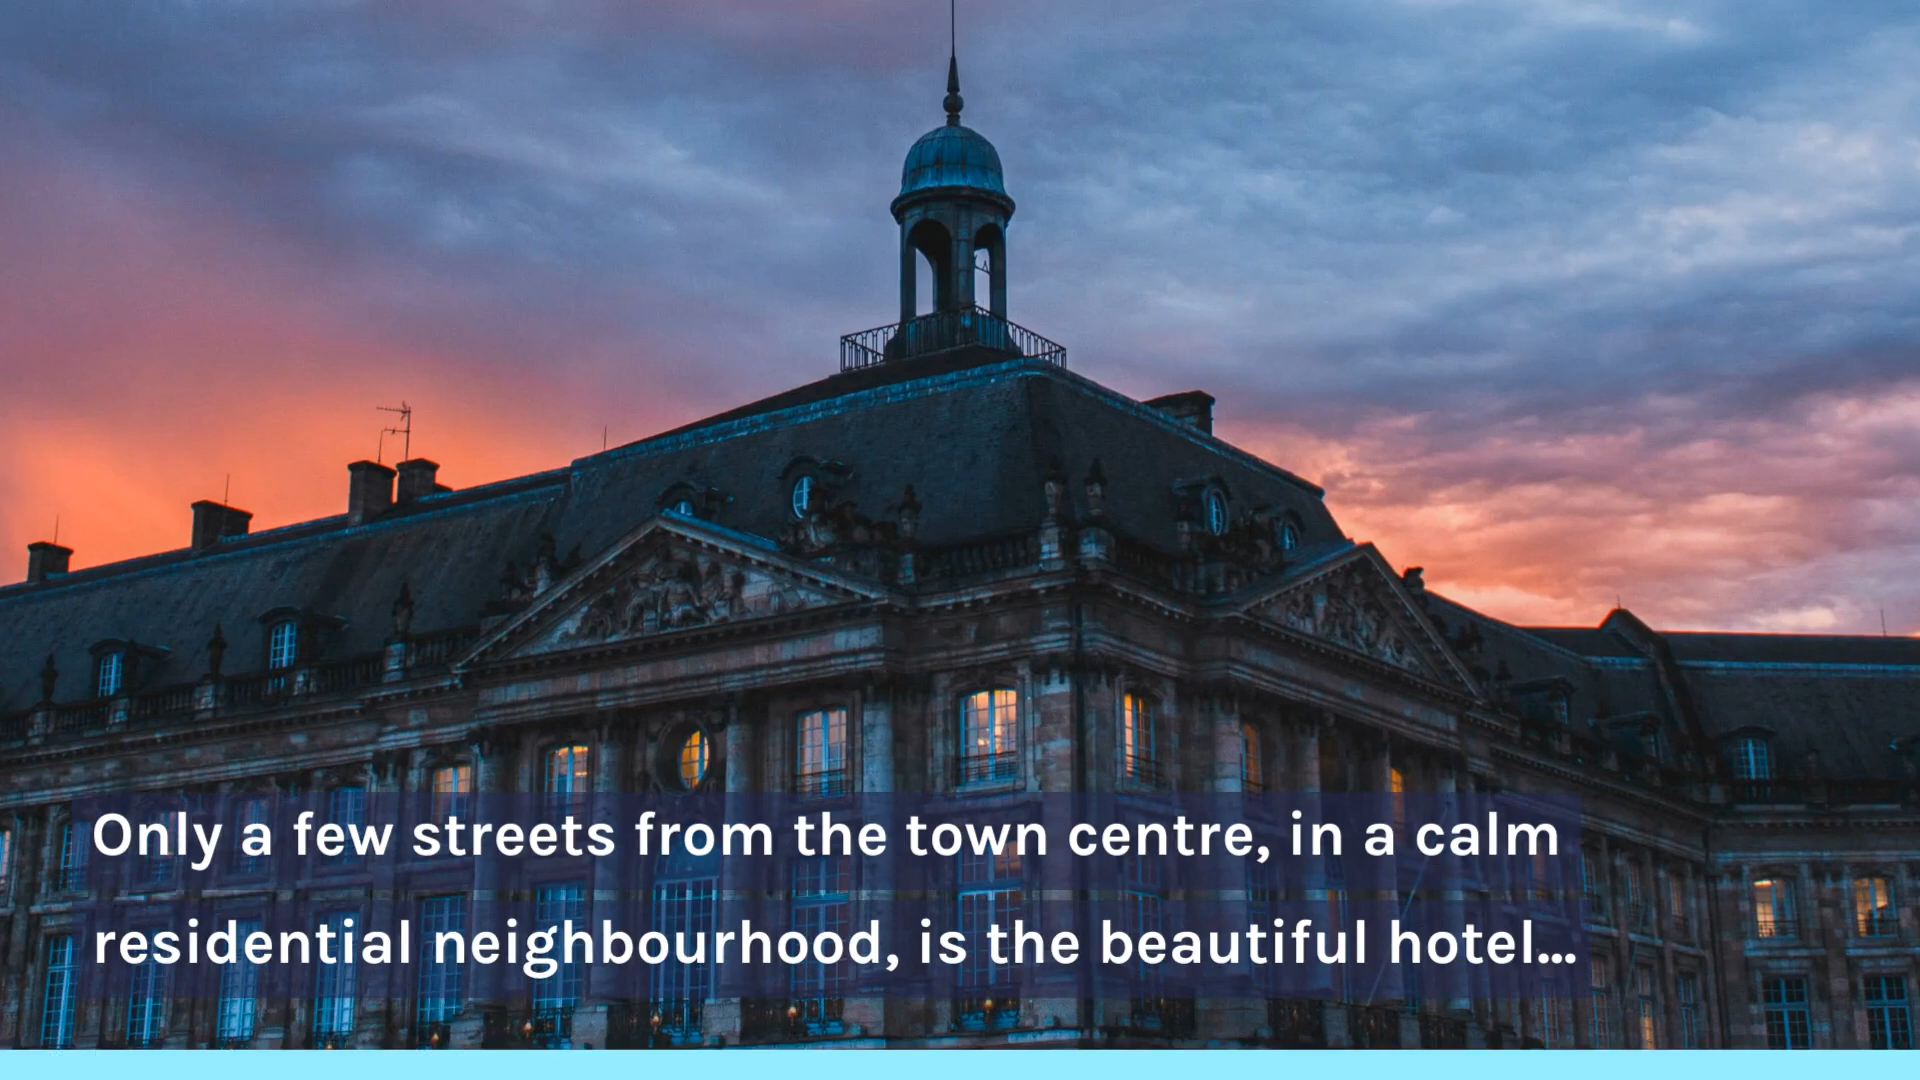 Only a few streets from the town centre, in a calm
residential neighbourhood, is the beautiful hotel...